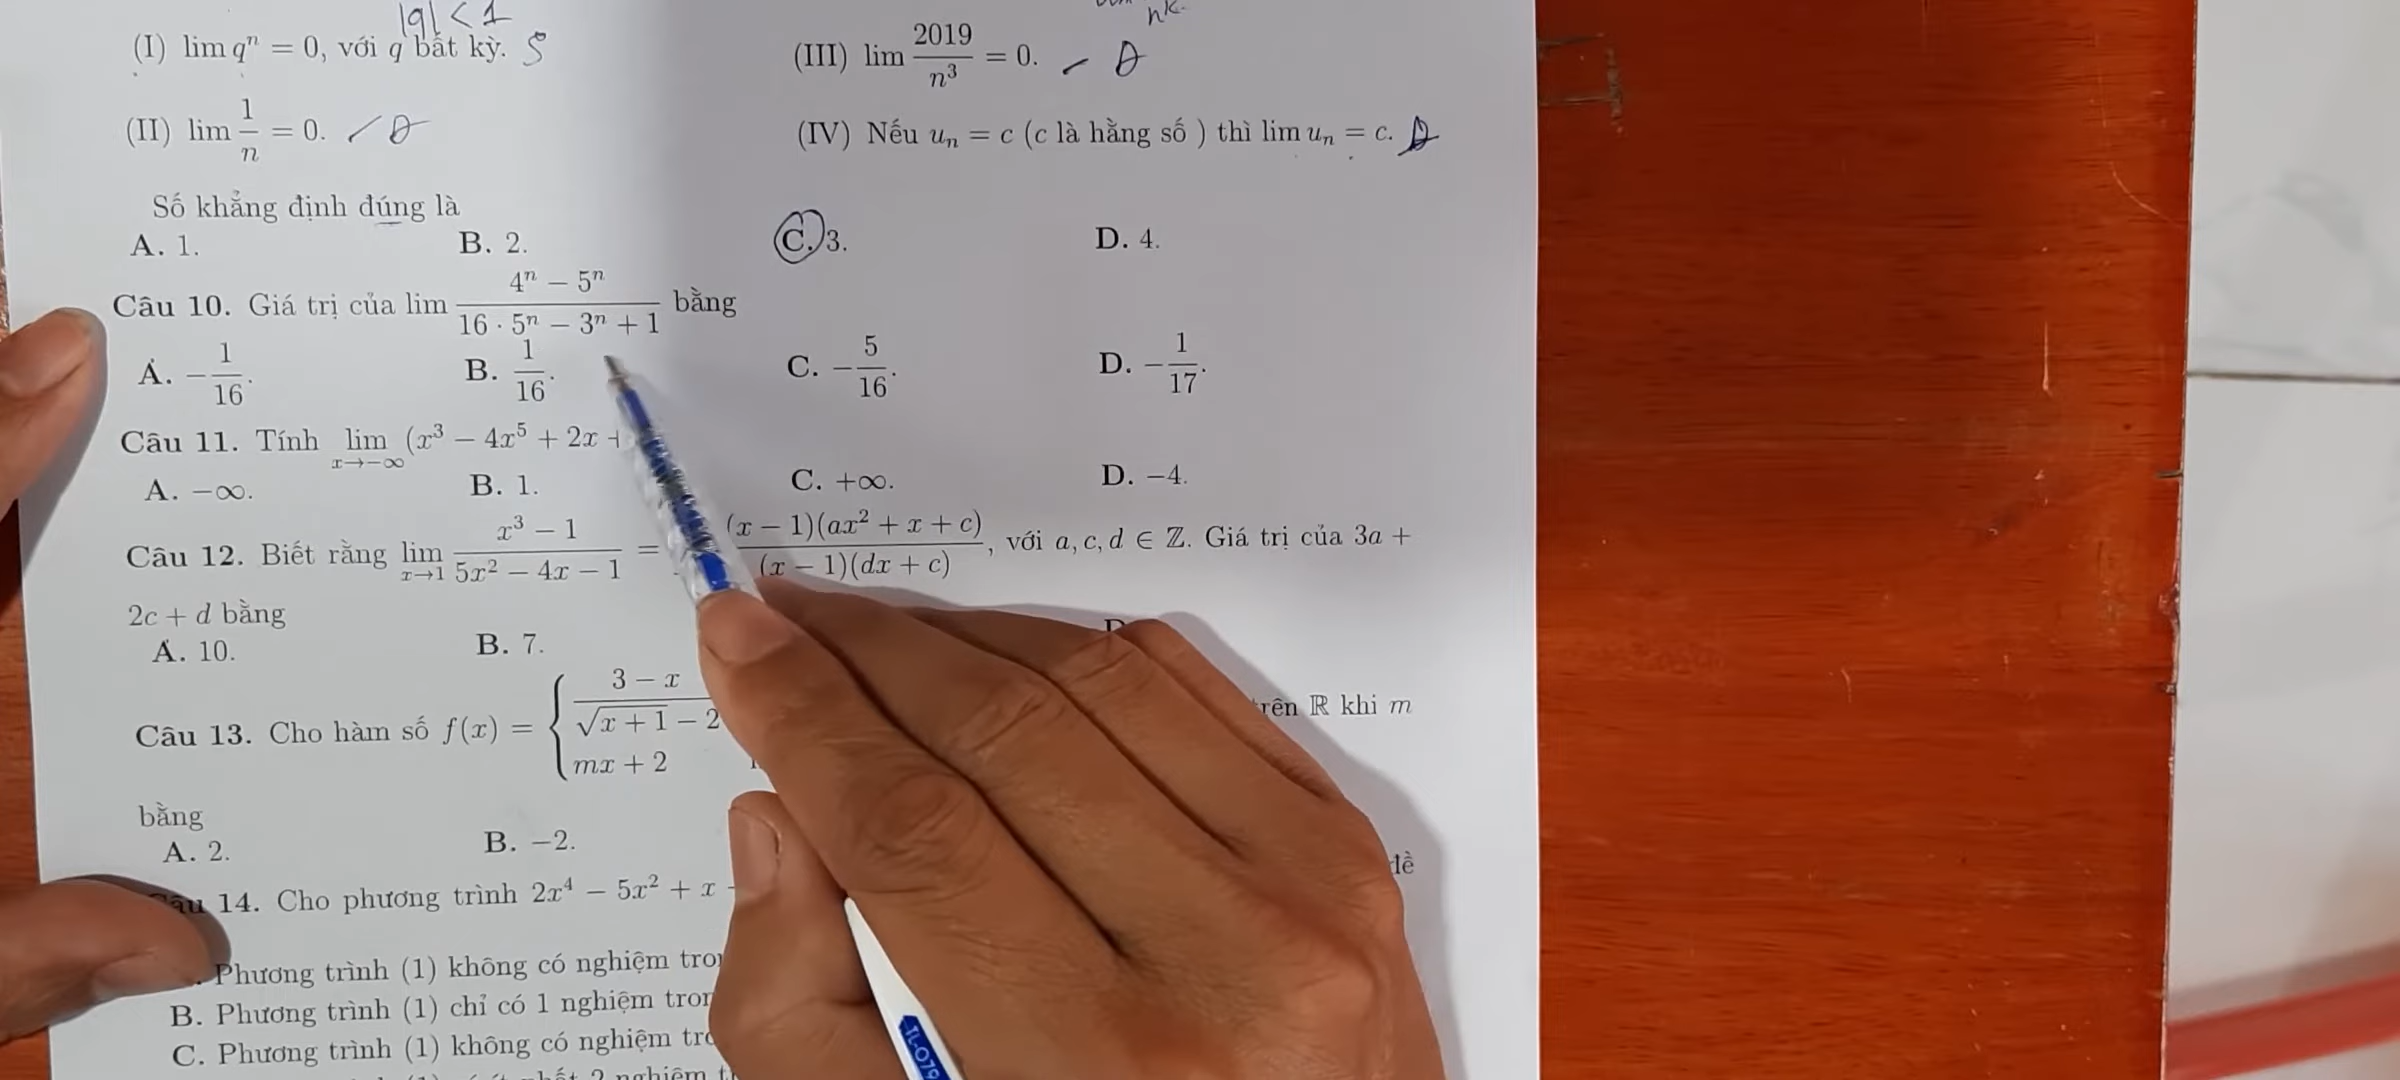 |q| < 1
(I) lim qⁿ = 0, với q bất kỳ. S
nᵏ
(III) lim 2019/n³ = 0. – Đ
(II) lim 1/n = 0. Đ
(IV) Nếu uₙ = c (c là hằng số ) thì lim uₙ = c. Đ
Số khẳng định đúng là
A. 1. B. 2. C. 3. D. 4.
Câu 10. Giá trị của lim (4ⁿ − 5ⁿ)/(16 · 5ⁿ − 3ⁿ + 1) bằng
A. −1/16. B. 1/16. C. −5/16. D. −1/17.
Câu 11. Tính lim x→−∞ (x³ − 4x⁵ + 2x +
A. −∞. B. 1. C. +∞. D. −4.
Câu 12. Biết rằng lim x→1 (x³ − 1)/(5x² − 4x − 1) = (x − 1)(ax² + x + c)/(x − 1)(dx + c), với a, c, d ∈ ℤ. Giá trị của 3a +
2c + d bằng
A. 10. B. 7.
Câu 13. Cho hàm số f(x) = { (3 − x)/(√(x + 1) − 2
mx + 2
trên ℝ khi m
bằng
A. 2. B. −2.
Câu 14. Cho phương trình 2x⁴ − 5x² + x
đề
Phương trình (1) không có nghiệm
B. Phương trình (1) chỉ có 1 nghiệm
C. Phương trình (1) không có nghiệm
2 nghiệm
TL-079